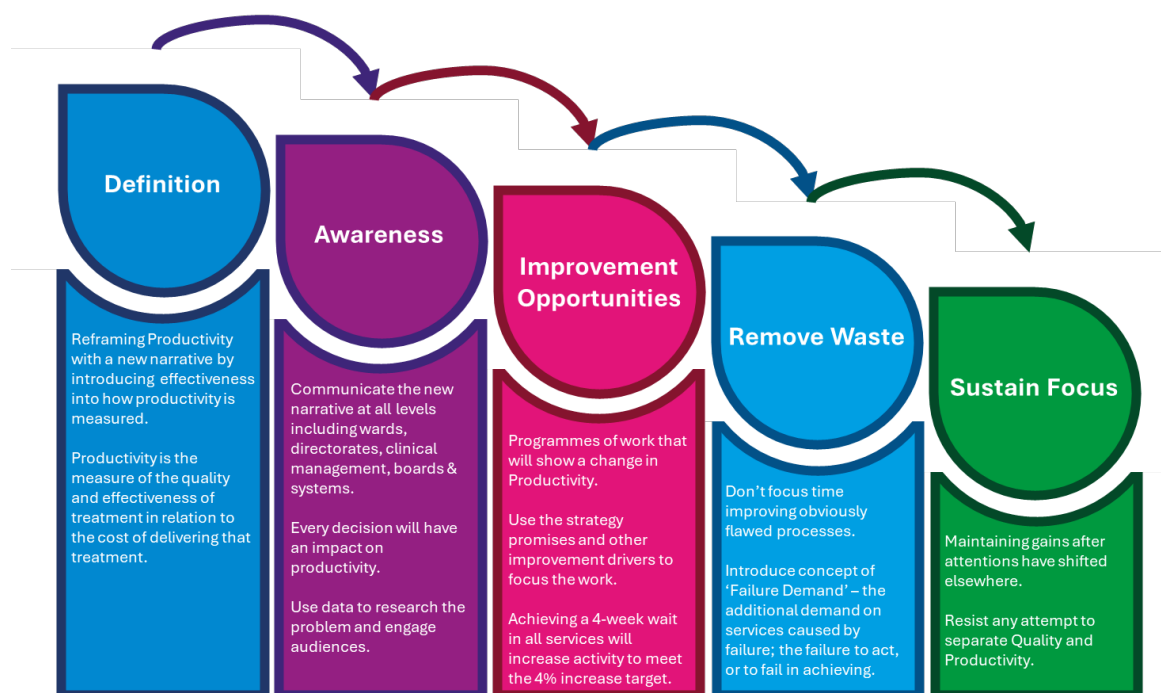 Definition
Reframing Productivity
with a new narrative by
introducing effectiveness
into how productivity is
measured.
Productivity is the
measure of the quality
and effectiveness of
treatment in relation to
the cost of delivering that
treatment.
Awareness
Communicate the new
narrative at all levels
including wards,
directorates, clinical
management, boards &
systems.
Every decision will have
an impact on
productivity.
Use data to research the
problem and engage
audiences.
Improvement
Opportunities
Programmes of work that
will show a change in
Productivity.
Use the strategy
promises and other
improvement drivers to
focus the work.
Achieving a 4-week wait
in all services will
increase activity to meet
the 4% increase target.
Remove Waste
Don’t focus time
improving obviously
flawed processes.
Introduce concept of
‘Failure Demand’ – the
additional demand on
services caused by
failure; the failure to act,
or to fail in achieving.
Sustain Focus
Maintaining gains after
attentions have shifted
elsewhere.
Resist any attempt to
separate Quality and
Productivity.